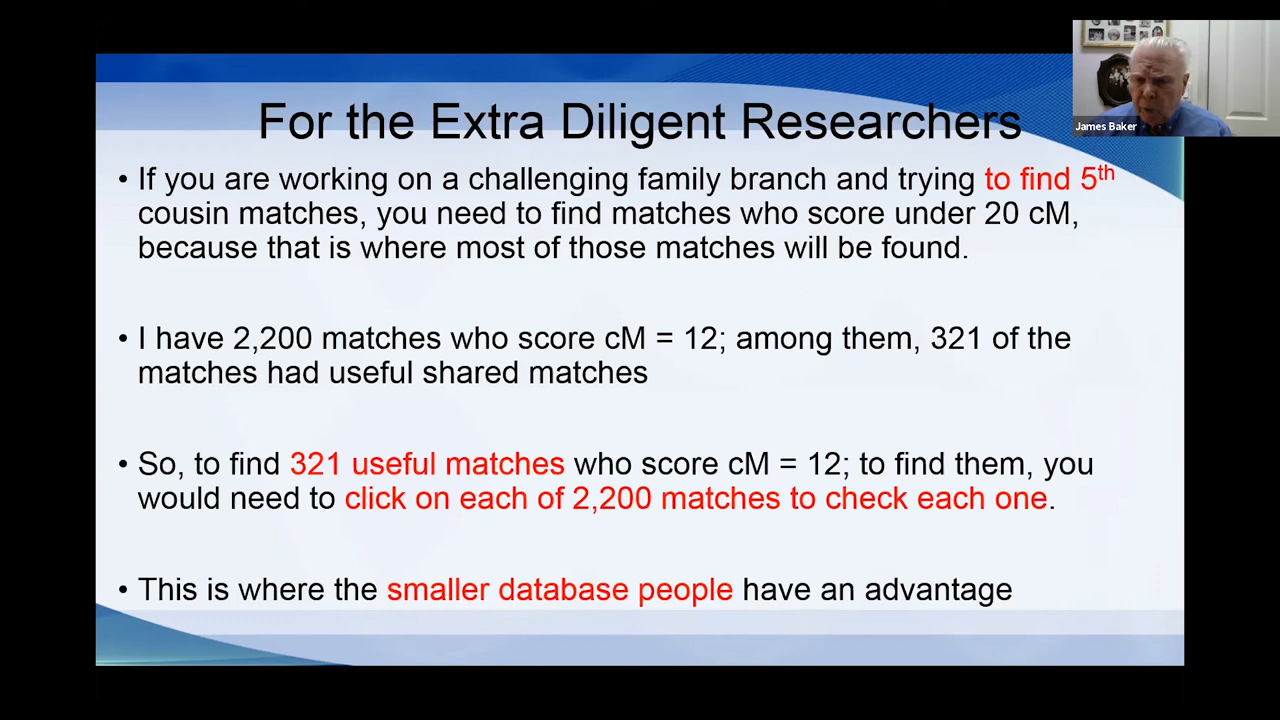 For the Extra Diligent Researchers
James Baker
• If you are working on a challenging family branch and trying to find 5th
cousin matches, you need to find matches who score under 20 cM,
because that is where most of those matches will be found.
• I have 2,200 matches who score cM = 12; among them, 321 of the
matches had useful shared matches
• So, to find 321 useful matches who score cM = 12; to find them, you
would need to click on each of 2,200 matches to check each one.
• This is where the smaller database people have an advantage